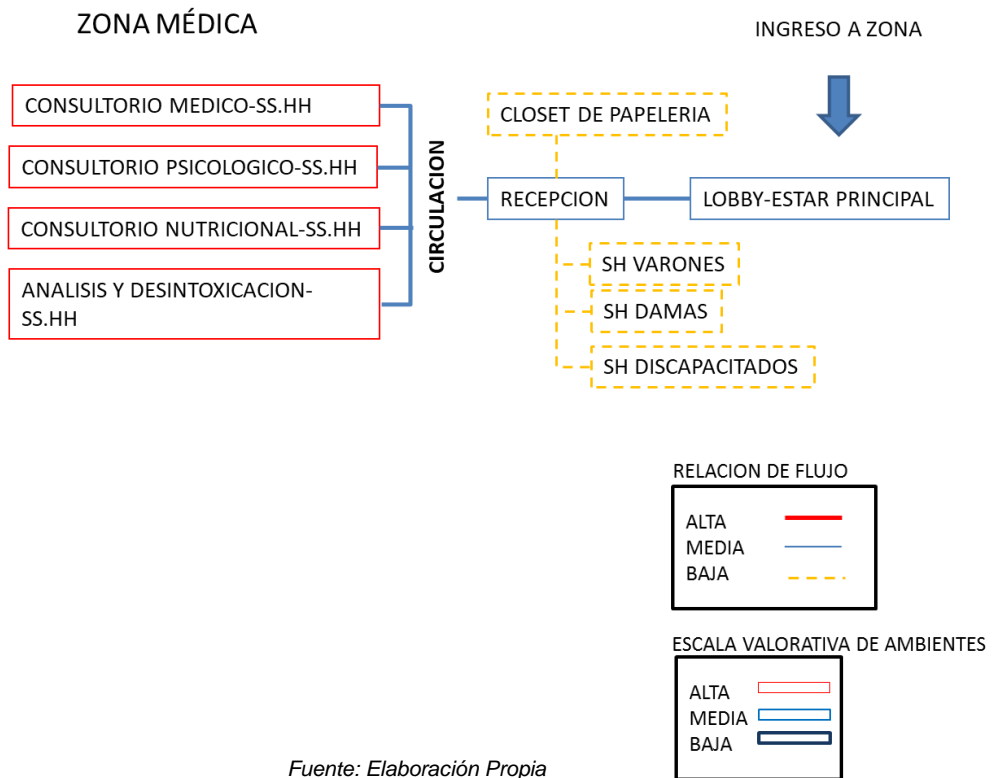 ZONA MÉDICA
INGRESO A ZONA
CONSULTORIO MEDICO-SS.HH
CONSULTORIO PSICOLOGICO-SS.HH
CONSULTORIO NUTRICIONAL-SS.HH
ANALISIS Y DESINTOXICACION-
SS.HH
CIRCULACION
CLOSET DE PAPELERIA
RECEPCION
LOBBY-ESTAR PRINCIPAL
SH VARONES
SH DAMAS
SH DISCAPACITADOS
RELACION DE FLUJO
ALTA
MEDIA
BAJA
ESCALA VALORATIVA DE AMBIENTES
ALTA
MEDIA
BAJA
Fuente: Elaboración Propia